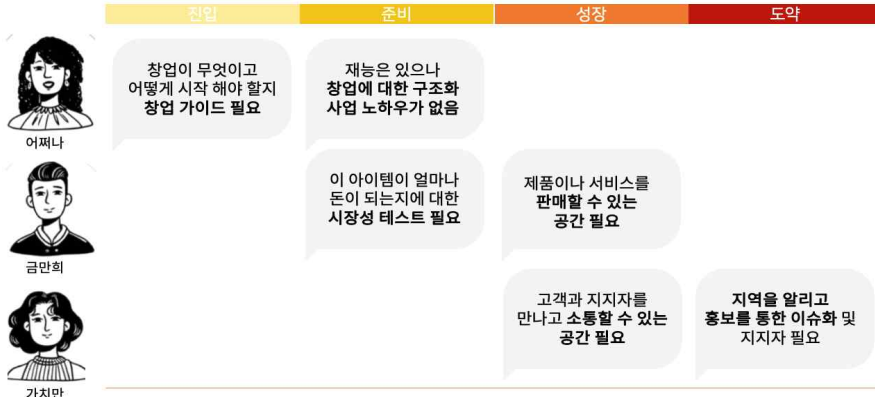 진입 준비 성장 도약
창업이 무엇이고
어떻게 시작 해야 할지
창업 가이드 필요
재능은 있으나
창업에 대한 구조화
사업 노하우가 없음
어쩌나
이 아이템이 얼마나
돈이 되는지에 대한
시장성 테스트 필요
제품이나 서비스를
판매할 수 있는
공간 필요
금만희
고객과 지지자를
만나고 소통할 수 있는
공간 필요
지역을 알리고
홍보를 통한 이슈화 및
지지자 필요
가치만